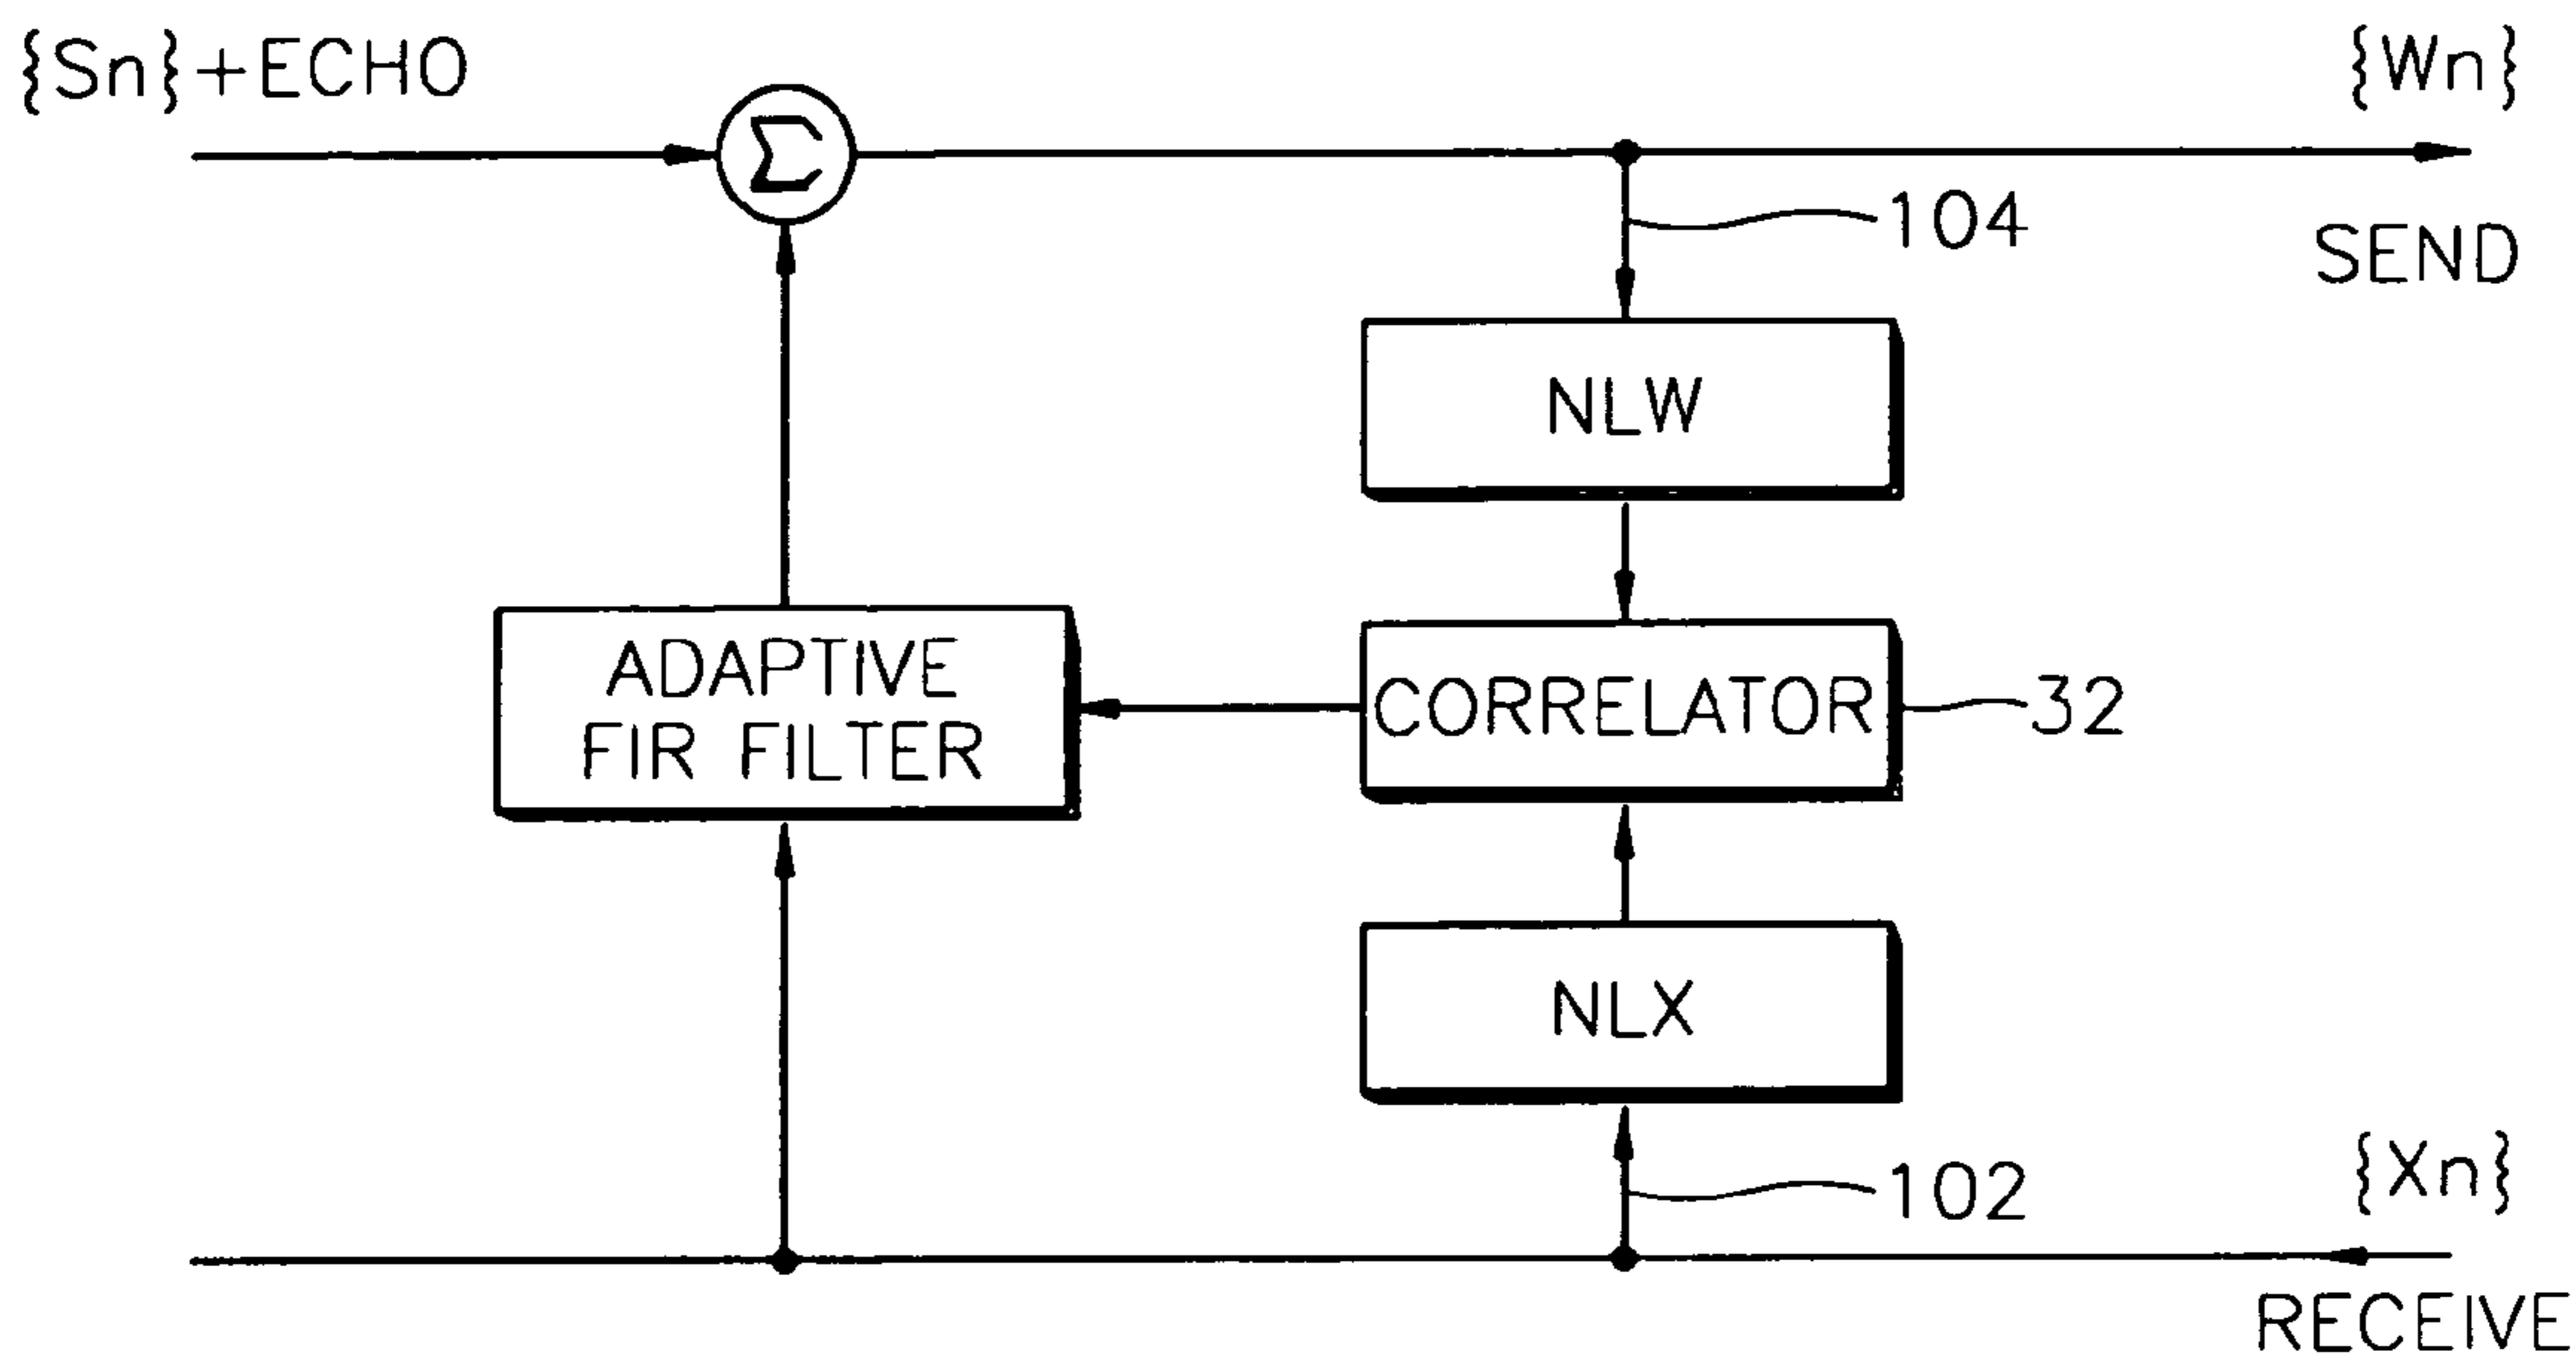 {Sn}+ECHO
{Wn}
Σ
104
SEND
NLW
ADAPTIVE
FIR FILTER
CORRELATOR
32
NLX
{Xn}
102
RECEIVE